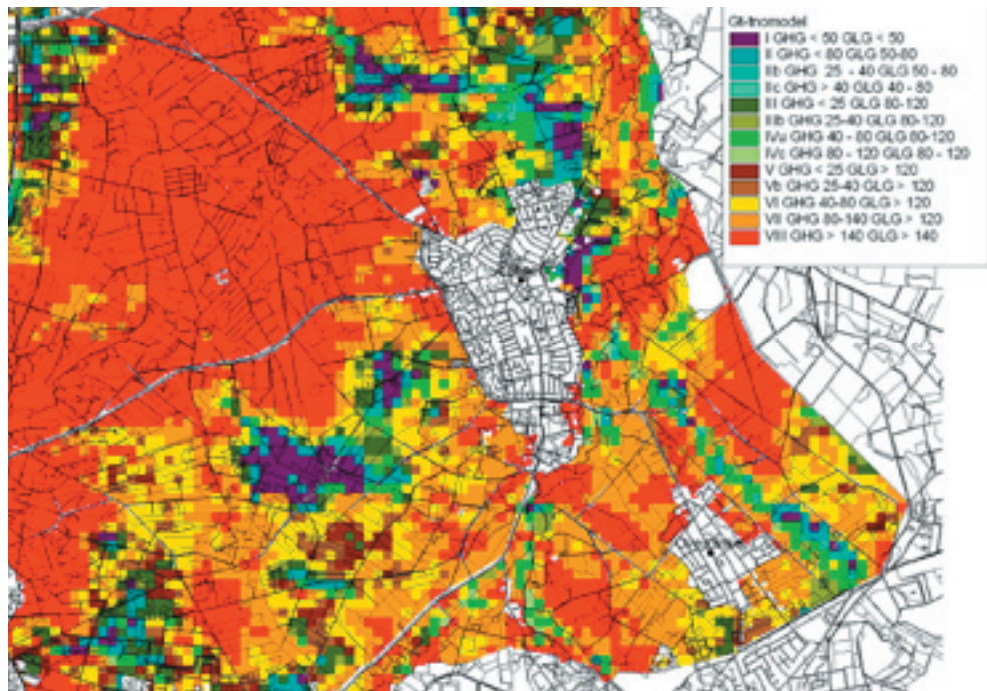 Gt-tnomodel
I GHG < 50 GLG < 50
II GHG < 80 GLG 50-80
IIb GHG 25 - 40 GLG 50 - 80
IIc GHG > 40 GLG 40 - 80
III GHG < 25 GLG 80-120
IIIb GHG 25-40 GLG 80-120
IVu GHG 40 - 80 GLG 80-120
IVc GHG 80 - 120 GLG 80 - 120
V GHG < 25 GLG > 120
Vb GHG 25-40 GLG > 120
VI GHG 40-80 GLG > 120
VII GHG 80-140 GLG > 120
VIII GHG > 140 GLG > 140